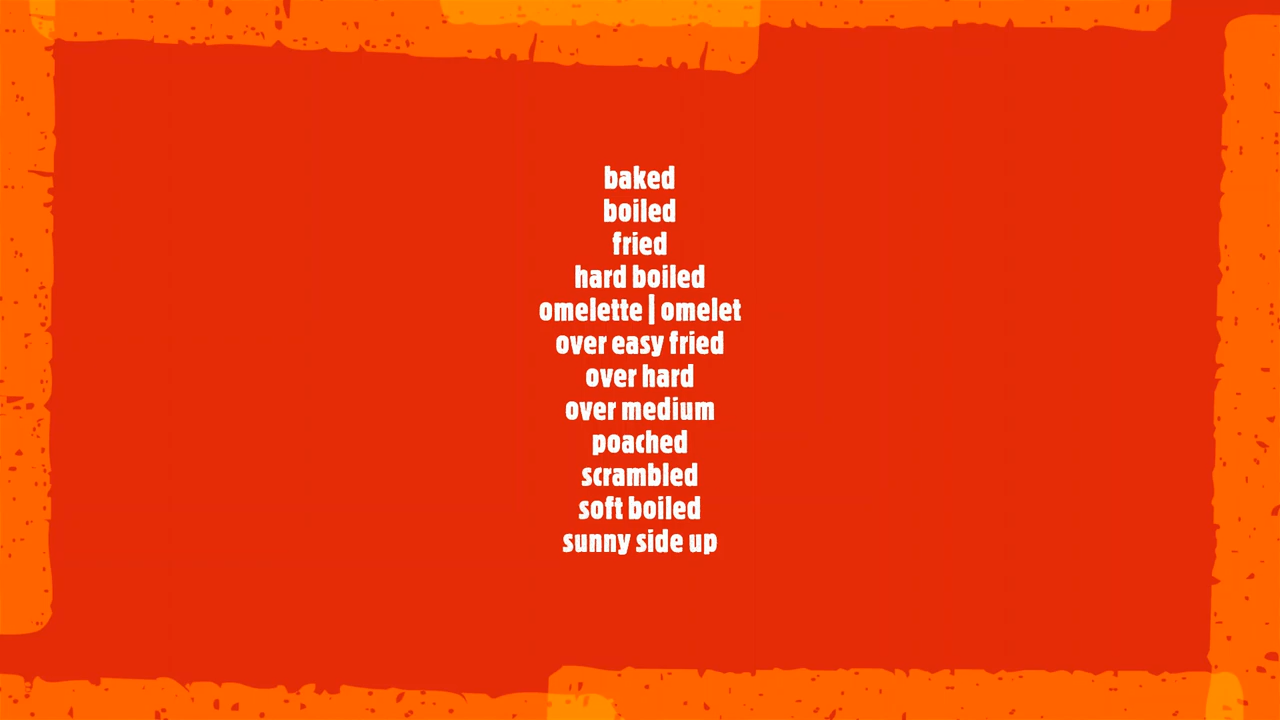 baked
boiled
fried
hard boiled
omelette | omelet
over easy fried
over hard
over medium
poached
scrambled
soft boiled
sunny side up